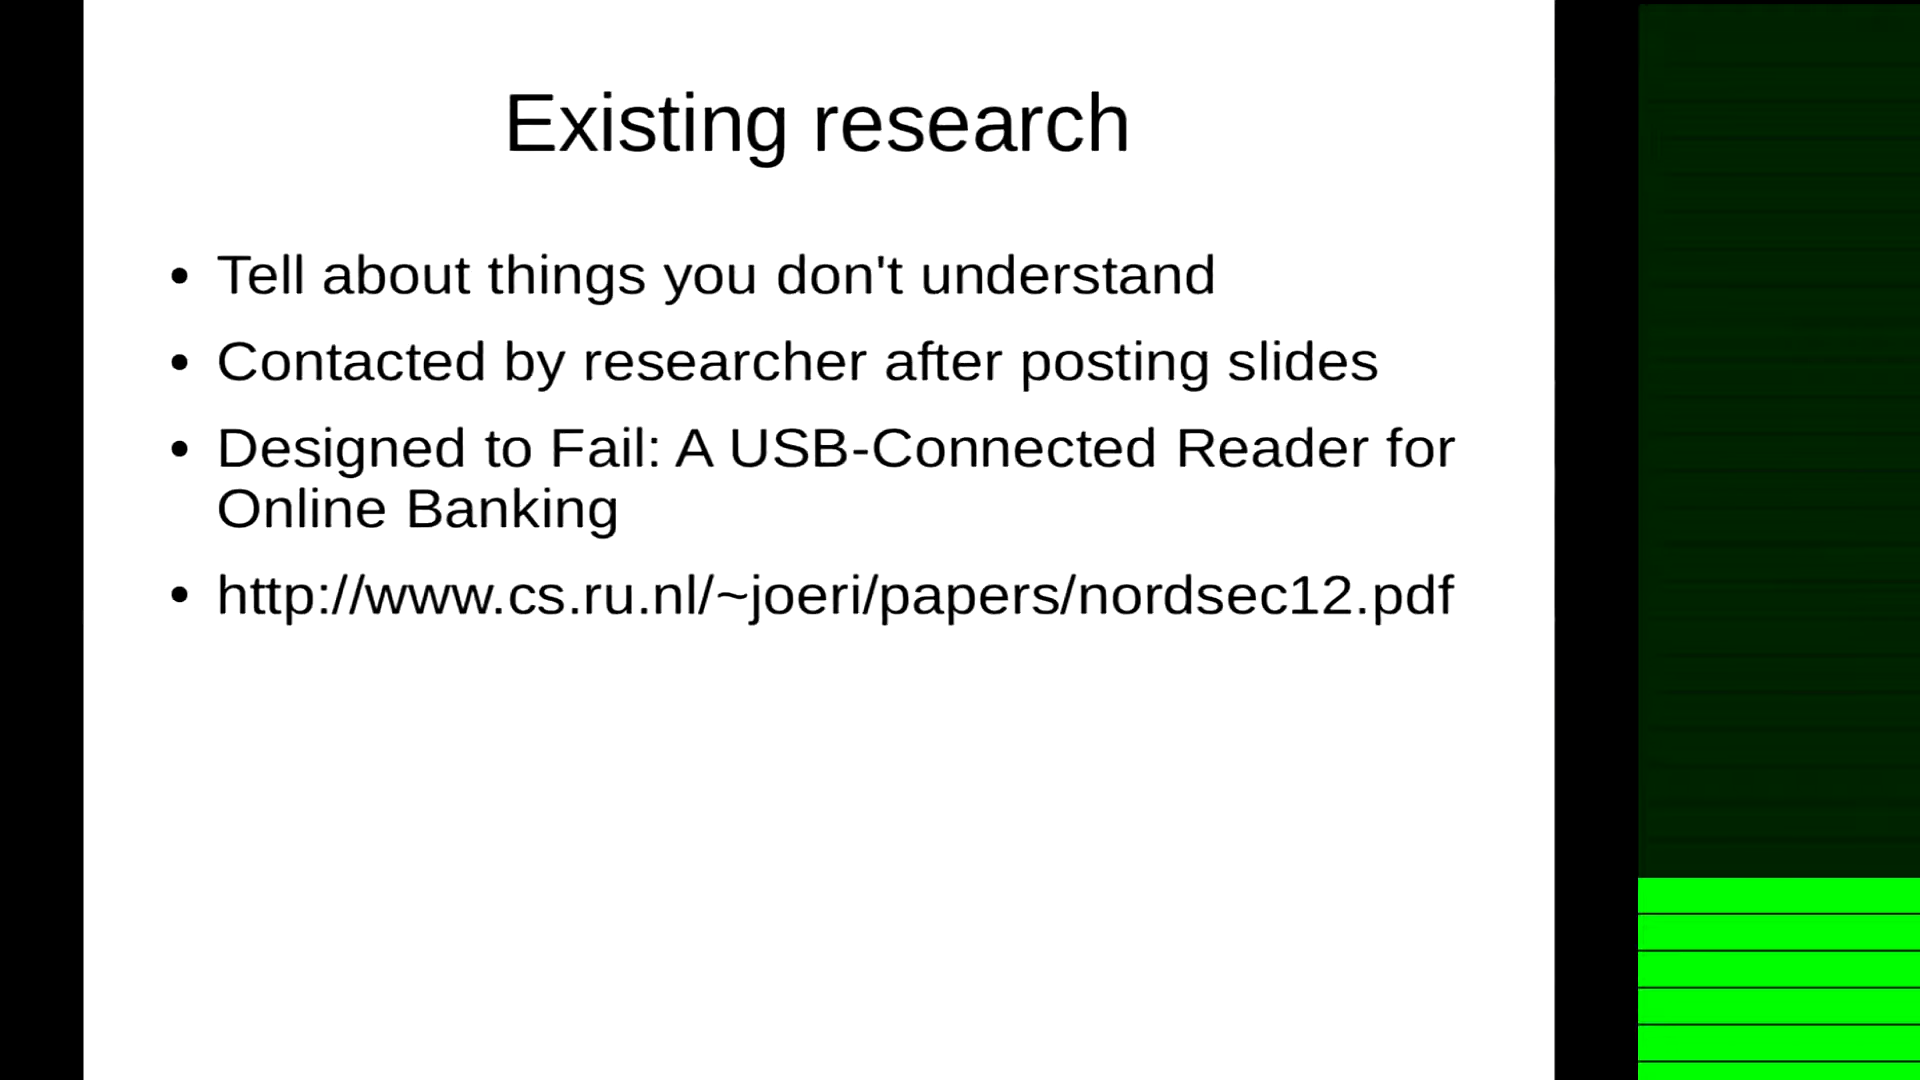 Existing research
• Tell about things you don't understand
• Contacted by researcher after posting slides
• Designed to Fail: A USB-Connected Reader for
Online Banking
• http://www.cs.ru.nl/~joeri/papers/nordsec12.pdf